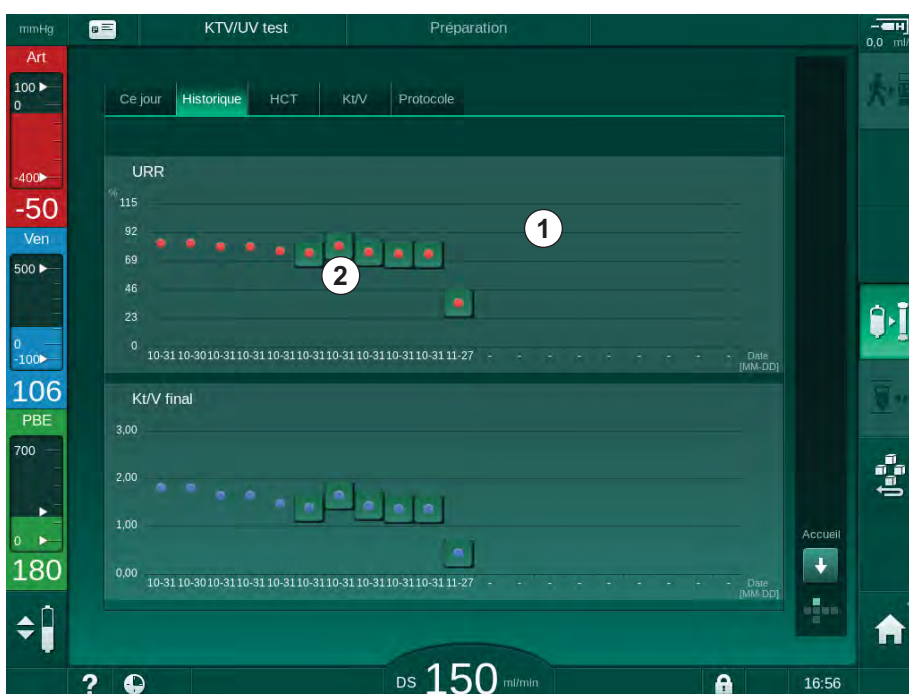 mmHg KTV/UV test Préparation
0,0 ml/
Art
100
0
-400
-50
Ven
500
0
-100
106
PBE
700
0
180
Ce jour Historique HCT Kt/V Protocole
URR
%
115
92
69
46
23
0
10-31 10-30 10-31 10-31 10-31 10-31 10-31 10-31 10-31 10-31 11-27 - - - - - - - - - Date
[MM-DD]
1
2
Kt/V final
3,00
2,00
1,00
0,00
10-31 10-30 10-31 10-31 10-31 10-31 10-31 10-31 10-31 10-31 11-27 - - - - - - - - - Date
[MM-DD]
Accueil
? DS 150 ml/min 16:56